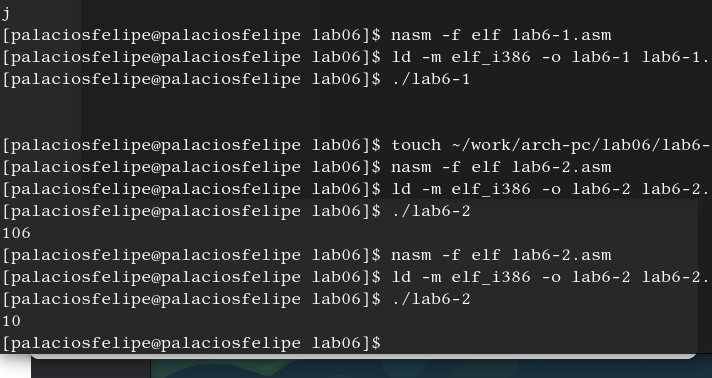 j
[palaciosfelipe@palaciosfelipe lab06]$ nasm -f elf lab6-1.asm
[palaciosfelipe@palaciosfelipe lab06]$ ld -m elf_i386 -o lab6-1 lab6-1.
[palaciosfelipe@palaciosfelipe lab06]$ ./lab6-1
[palaciosfelipe@palaciosfelipe lab06]$ touch ~/work/arch-pc/lab06/lab6-
[palaciosfelipe@palaciosfelipe lab06]$ nasm -f elf lab6-2.asm
[palaciosfelipe@palaciosfelipe lab06]$ ld -m elf_i386 -o lab6-2 lab6-2.
[palaciosfelipe@palaciosfelipe lab06]$ ./lab6-2
106
[palaciosfelipe@palaciosfelipe lab06]$ nasm -f elf lab6-2.asm
[palaciosfelipe@palaciosfelipe lab06]$ ld -m elf_i386 -o lab6-2 lab6-2.
[palaciosfelipe@palaciosfelipe lab06]$ ./lab6-2
10
[palaciosfelipe@palaciosfelipe lab06]$